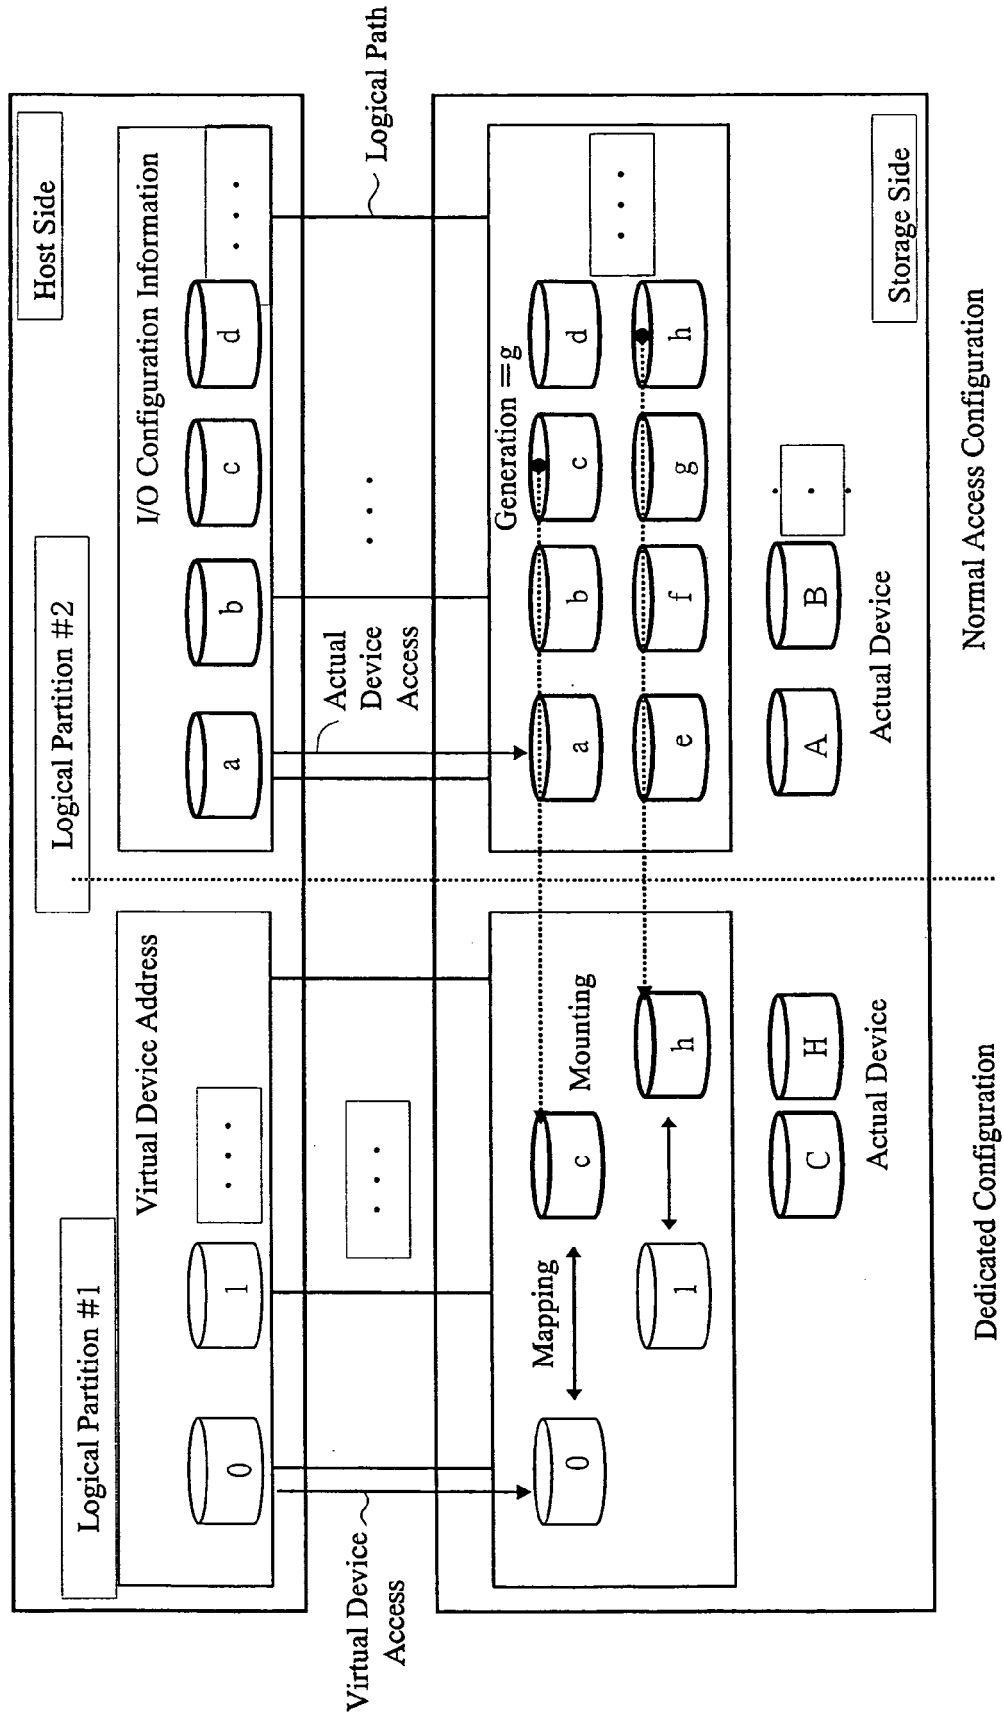 Host Side
Logical Partition #1
Logical Partition #2
Virtual Device Address
I/O Configuration Information
0
1
. . .
a
b
c
d
. . .
Virtual Device
Access
. . .
Actual
Device
Access
. . .
Logical Path
Generation =g
0
Mapping
c
Mounting
a
b
c
d
1
h
e
f
g
h
. . .
C
H
Actual Device
A
B
. . .
Actual Device
Storage Side
Dedicated Configuration
Normal Access Configuration